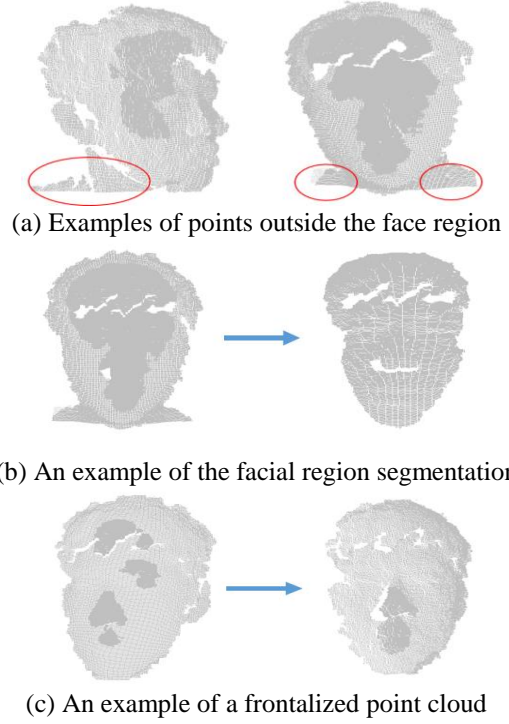 (a) Examples of points outside the face region
(b) An example of the facial region segmentation
(c) An example of a frontalized point cloud